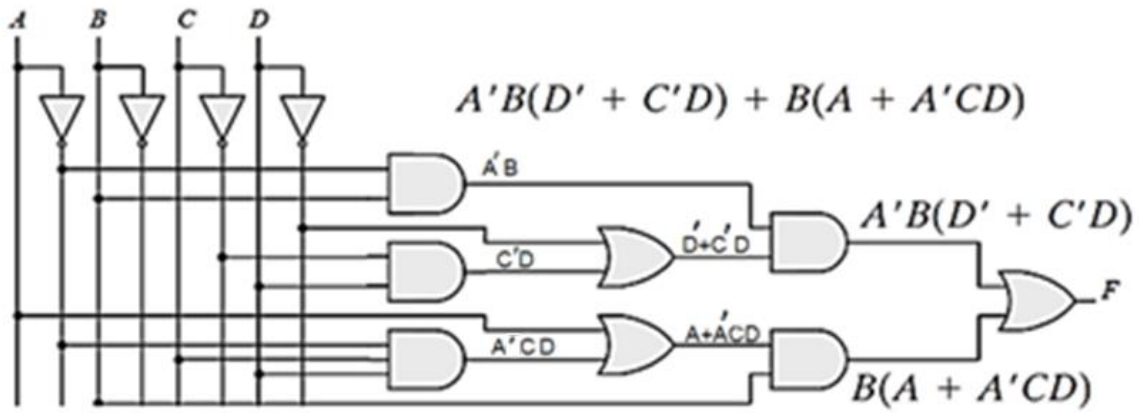 A B C D
A'B(D' + C'D) + B(A + A'CD)
A'B
A'B(D' + C'D)
D'+C'D
C'D
F
A+A'CD
A'CD
B(A + A'CD)